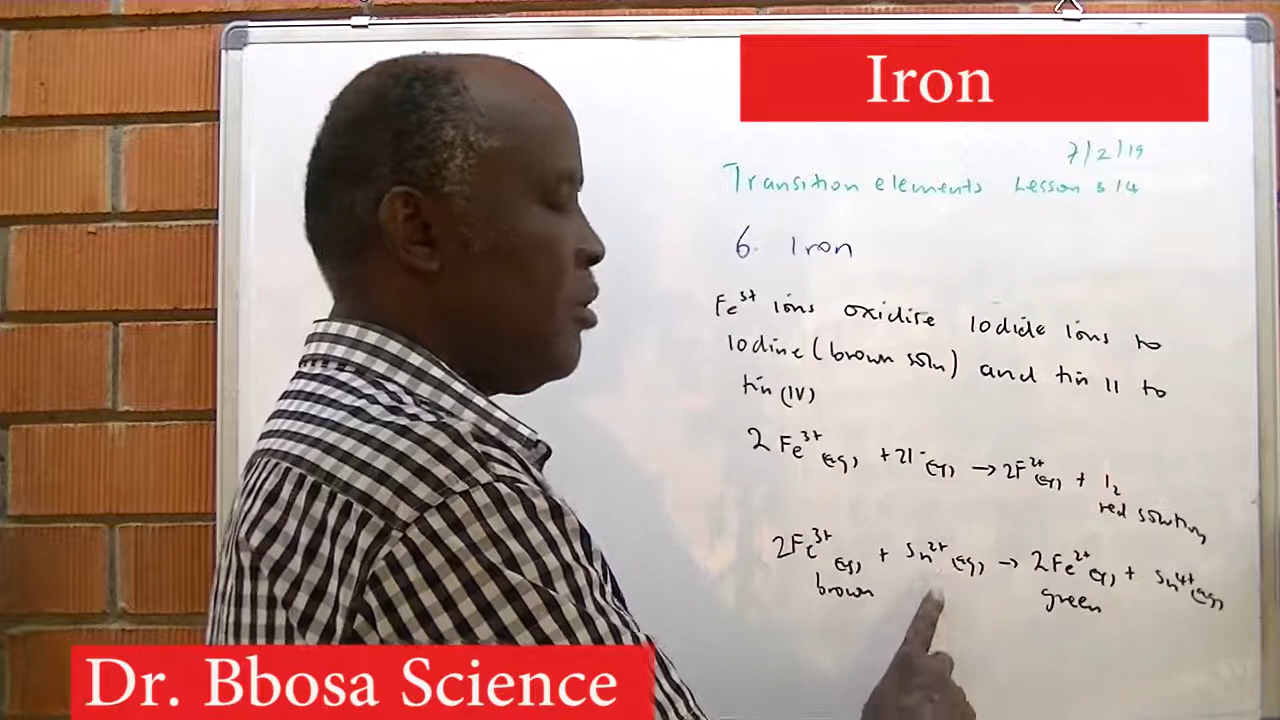 Iron
7/2/19
Transition elements Lesson 3/4
6. Iron
Fe³⁺ ions oxidise Iodide ions to
Iodine (brown soln) and tin II to
tin (IV)
2Fe³⁺(aq) + 2I⁻(aq) → 2F²⁺(aq) + I₂
red solution
2Fe³⁺(aq) + Sn²⁺(aq) → 2Fe²⁺(aq) + Sn⁴⁺(aq)
brown green
Dr. Bbosa Science